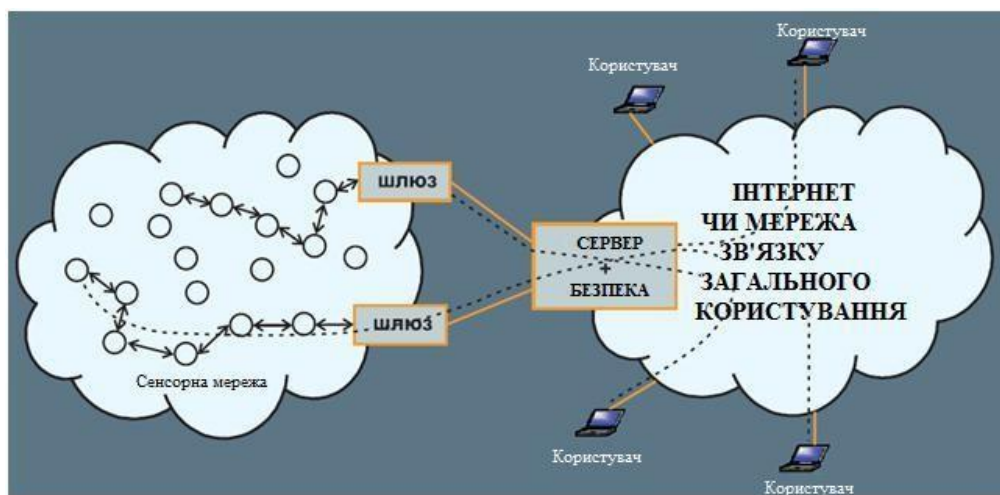 Користувач
Користувач
ШЛЮЗ
ІНТЕРНЕТ
ЧИ МЕРЕЖА
ЗВ'ЯЗКУ
ЗАГАЛЬНОГО
КОРИСТУВАННЯ
СЕРВЕР
+
БЕЗПЕКА
ШЛЮЗ
Сенсорна мережа
Користувач
Користувач